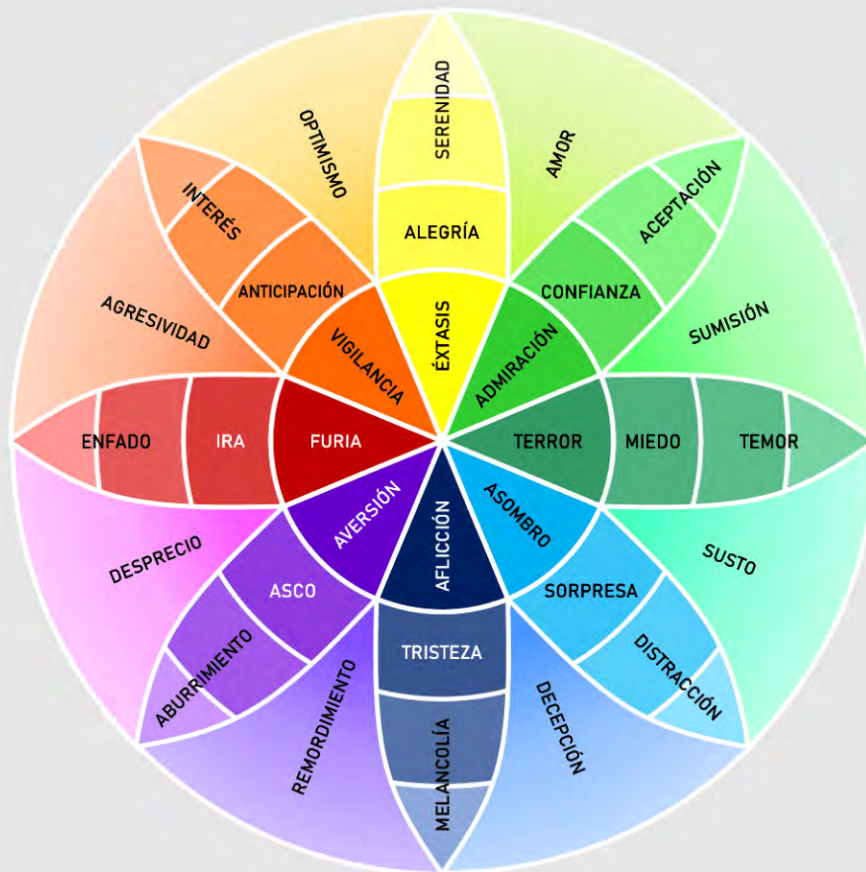 SERENIDAD
OPTIMISMO
AMOR
INTERÉS
ACEPTACIÓN
ALEGRÍA
ANTICIPACIÓN
CONFIANZA
AGRESIVIDAD
SUMISIÓN
VIGILANCIA
ÉXTASIS
ADMIRACIÓN
ENFADO
IRA
FURIA
TERROR
MIEDO
TEMOR
AVERSIÓN
AFLICCIÓN
ASOMBRO
DESPRECIO
SUSTO
ASCO
SORPRESA
ABURRIMIENTO
TRISTEZA
DISTRACCIÓN
REMORDIMIENTO
DECEPCIÓN
MELANCOLÍA